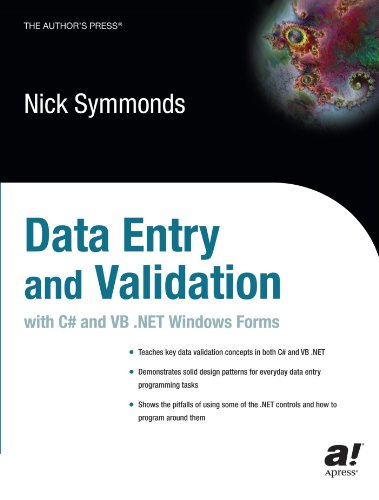 THE AUTHOR'S PRESS®
Nick Symmonds
Data Entry
and Validation
with C# and VB .NET Windows Forms
• Teaches key data validation concepts in both C# and VB .NET
• Demonstrates solid design patterns for everyday data entry
programming tasks
• Shows the pitfalls of using some of the .NET controls and how to
program around them
a!
Apress®